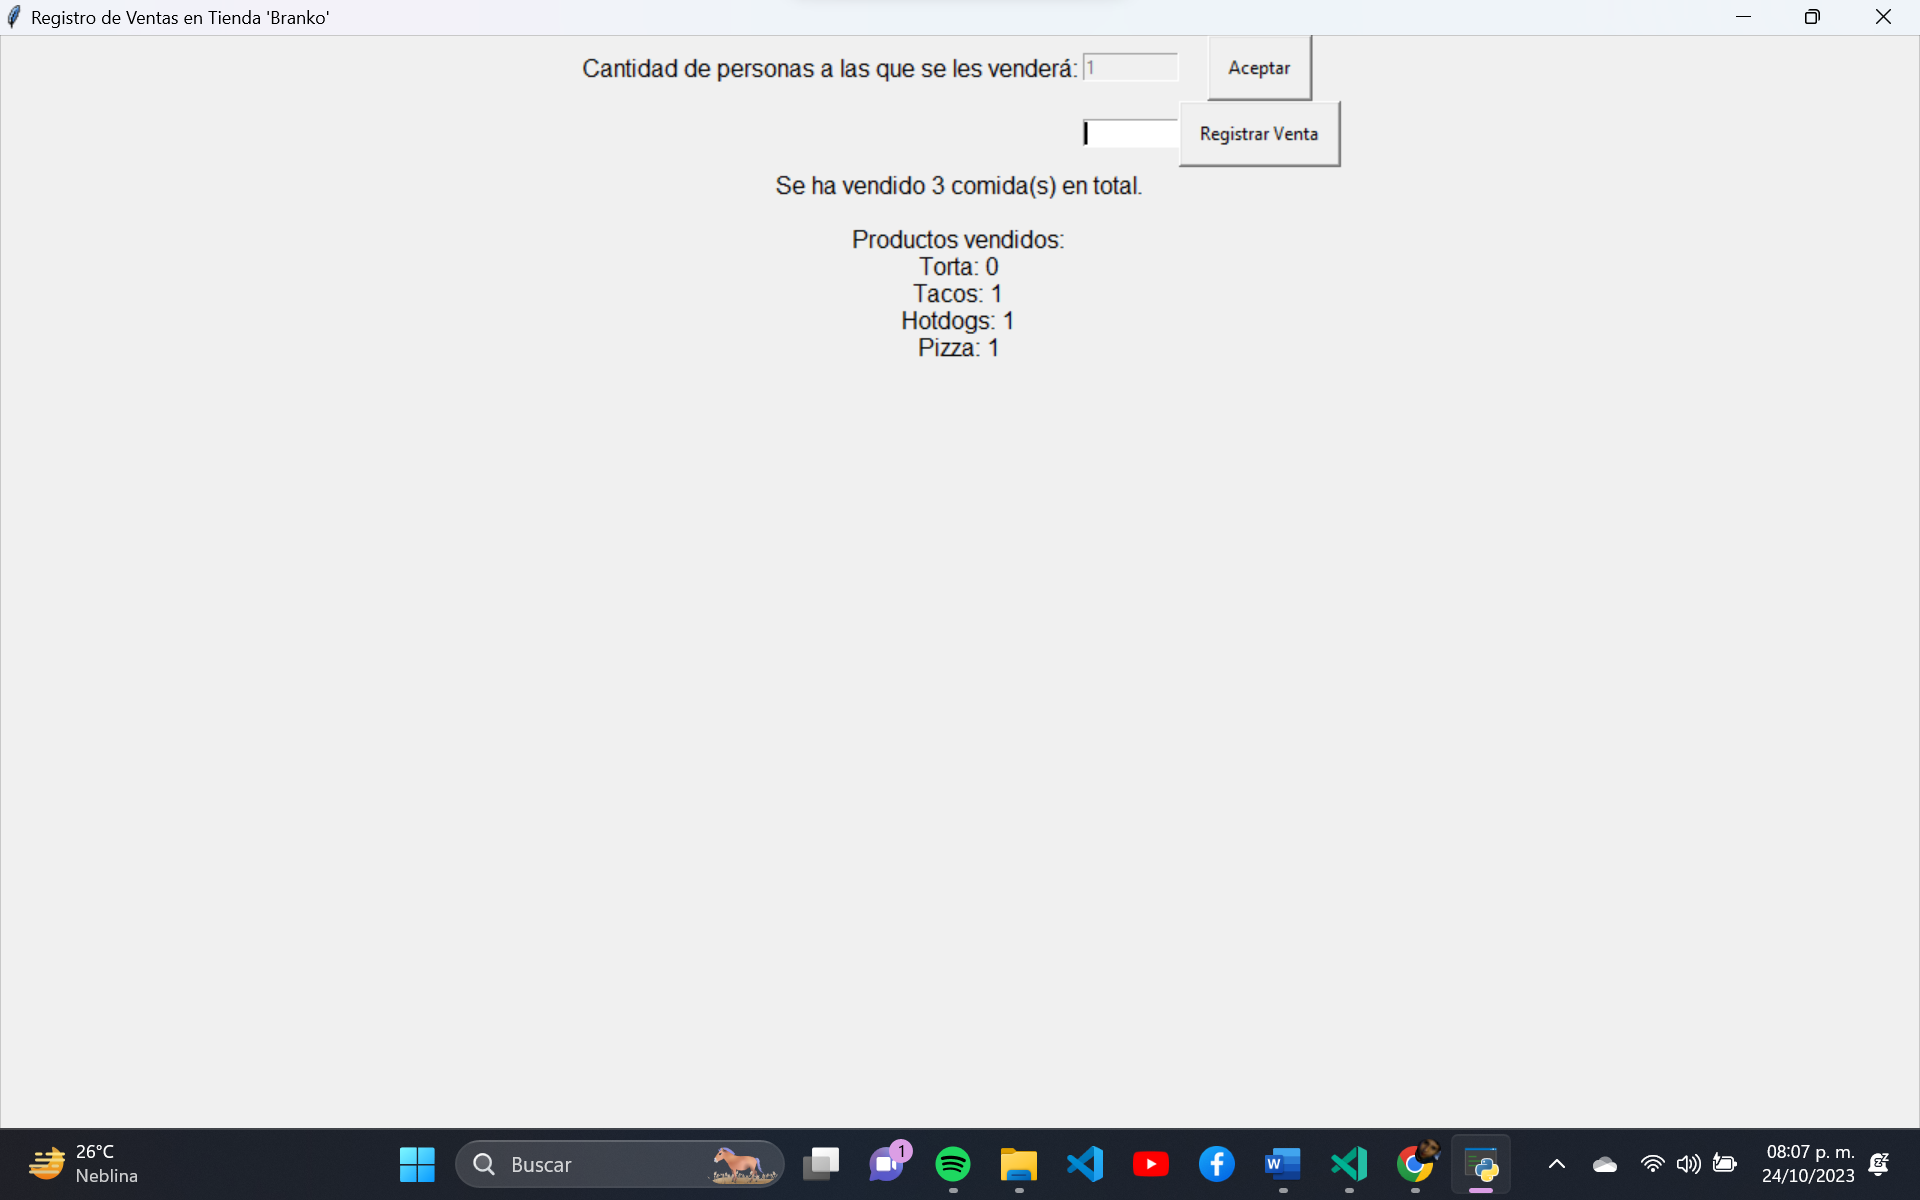 Registro de Ventas en Tienda 'Branko'
Cantidad de personas a las que se les venderá: 1 Aceptar
Registrar Venta
Se ha vendido 3 comida(s) en total.
Productos vendidos:
Torta: 0
Tacos: 1
Hotdogs: 1
Pizza: 1
26°C
Neblina
Buscar
1
W
08:07 p. m.
24/10/2023